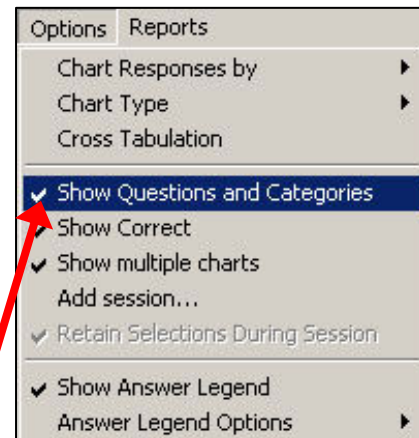 Options Reports
Chart Responses by
Chart Type
Cross Tabulation
Show Questions and Categories
Show Correct
Show multiple charts
Add session...
Retain Selections During Session
Show Answer Legend
Answer Legend Options